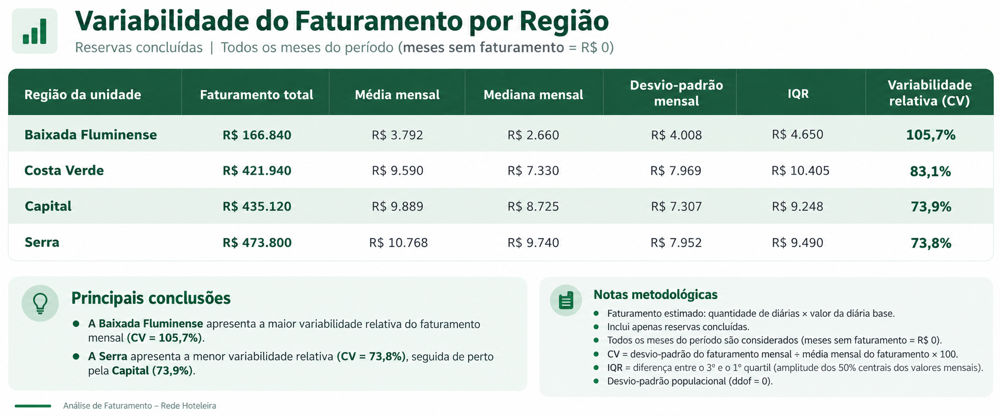 Variabilidade do Faturamento por Região
Reservas concluídas | Todos os meses do período (meses sem faturamento = R$ 0)
Região da unidade Faturamento total Média mensal Mediana mensal Desvio-padrão mensal IQR Variabilidade relativa (CV)
Baixada Fluminense R$ 166.840 R$ 3.792 R$ 2.660 R$ 4.008 R$ 4.650 105,7%
Costa Verde R$ 421.940 R$ 9.590 R$ 7.330 R$ 7.969 R$ 10.405 83,1%
Capital R$ 435.120 R$ 9.889 R$ 8.725 R$ 7.307 R$ 9.248 73,9%
Serra R$ 473.800 R$ 10.768 R$ 9.740 R$ 7.952 R$ 9.490 73,8%
Principais conclusões
A Baixada Fluminense apresenta a maior variabilidade relativa do faturamento
mensal (CV = 105,7%).
A Serra apresenta a menor variabilidade relativa (CV = 73,8%), seguida de perto
pela Capital (73,9%).
Notas metodológicas
Faturamento estimado: quantidade de diárias × valor da diária base.
Inclui apenas reservas concluídas.
Todos os meses do período são considerados (meses sem faturamento = R$ 0).
CV = desvio-padrão do faturamento mensal ÷ média mensal do faturamento × 100.
IQR = diferença entre o 3º e o 1º quartil (amplitude dos 50% centrais dos valores mensais).
Desvio-padrão populacional (ddof = 0).
Análise de Faturamento – Rede Hoteleira